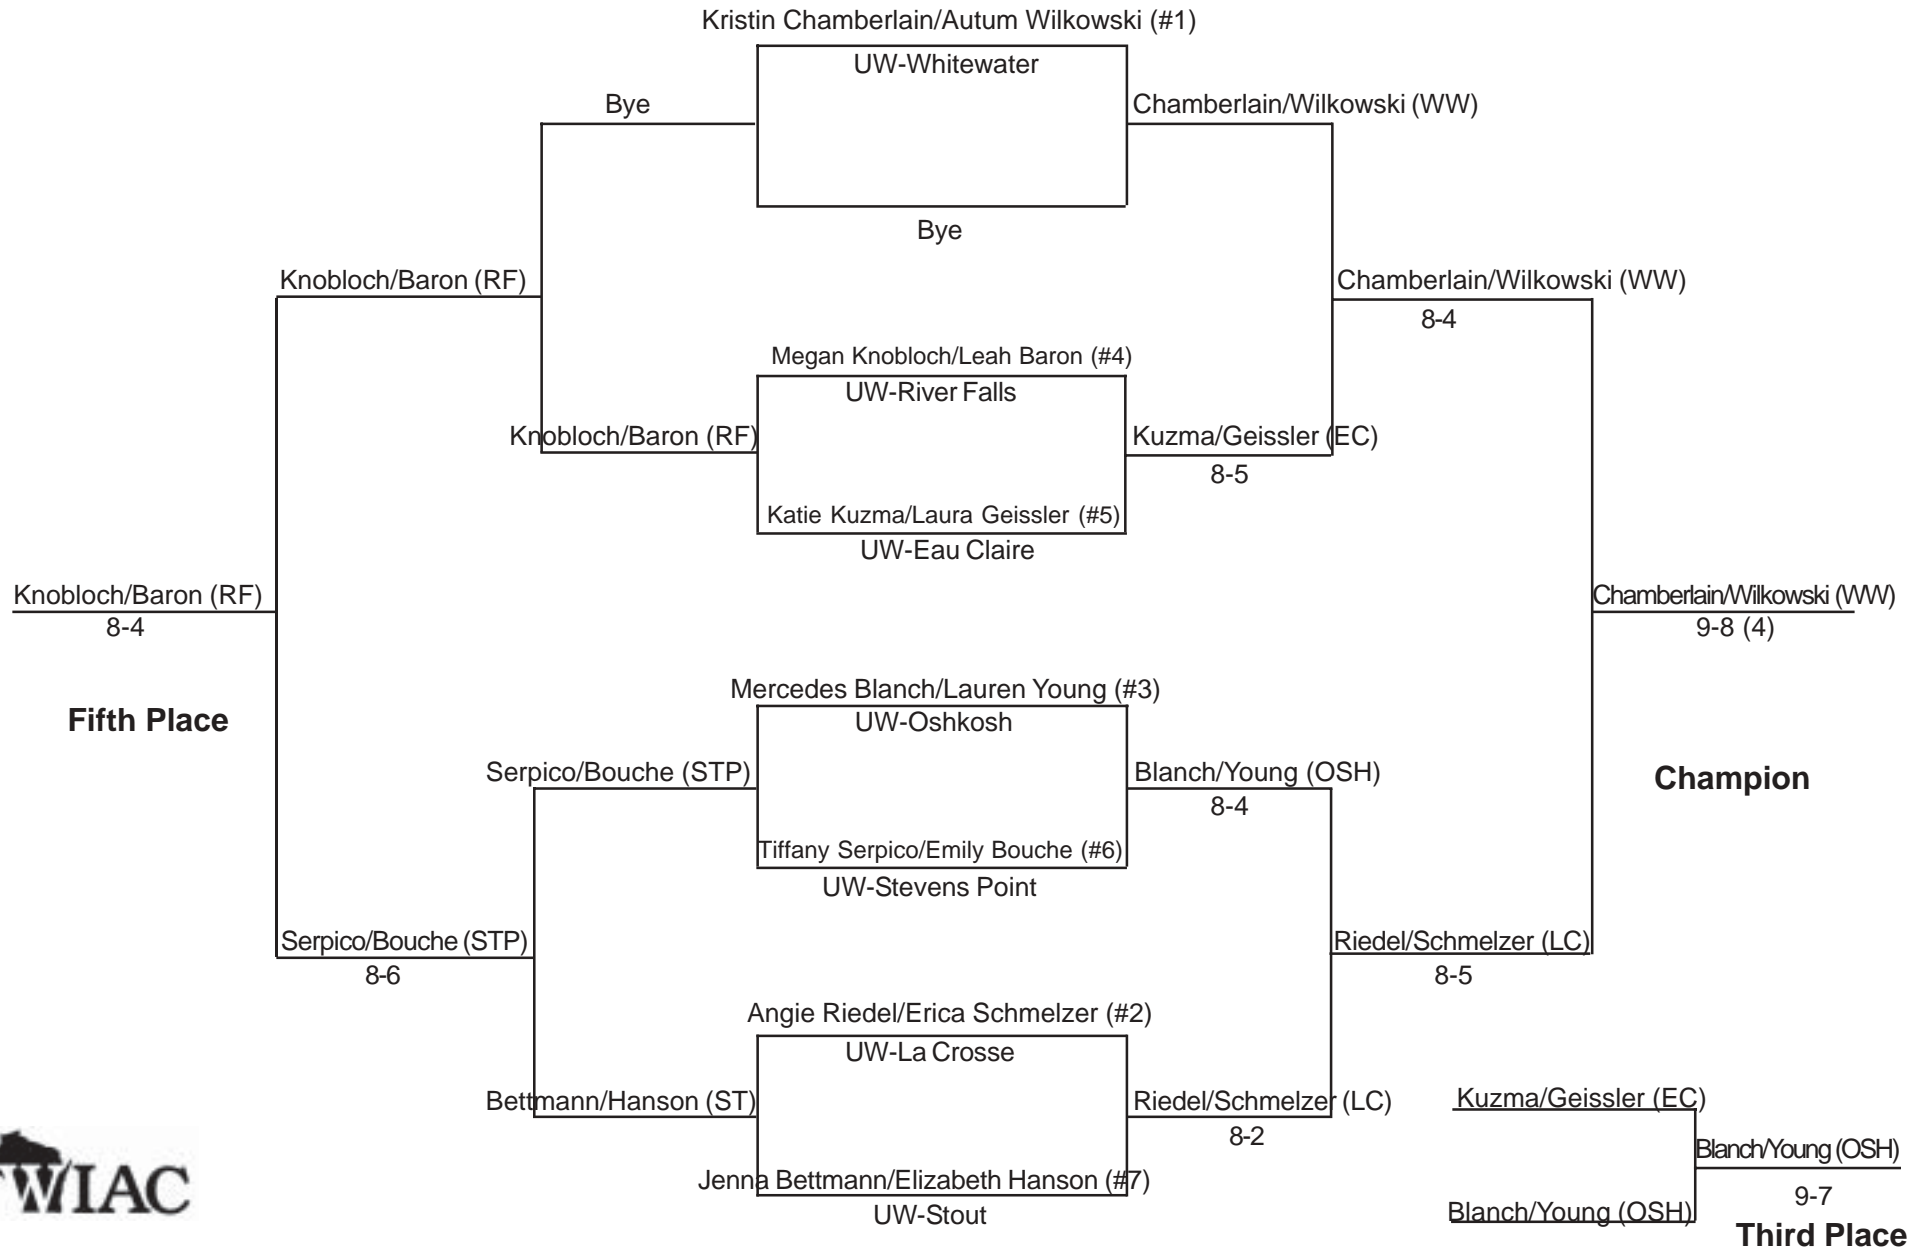 Kristin Chamberlain/Autum Wilkowski (#1)
UW-Whitewater
Bye
Chamberlain/Wilkowski (WW)
Bye
Knobloch/Baron (RF)
Chamberlain/Wilkowski (WW)
8-4
Megan Knobloch/Leah Baron (#4)
UW-River Falls
Knobloch/Baron (RF)
Kuzma/Geissler (EC)
8-5
Katie Kuzma/Laura Geissler (#5)
UW-Eau Claire
Knobloch/Baron (RF)
8-4
Chamberlain/Wilkowski (WW)
9-8 (4)
Fifth Place
Mercedes Blanch/Lauren Young (#3)
UW-Oshkosh
Serpico/Bouche (STP)
Blanch/Young (OSH)
8-4
Champion
Tiffany Serpico/Emily Bouche (#6)
UW-Stevens Point
Serpico/Bouche (STP)
8-6
Riedel/Schmelzer (LC)
8-5
Angie Riedel/Erica Schmelzer (#2)
UW-La Crosse
Bettmann/Hanson (ST)
Riedel/Schmelzer (LC)
8-2
Jenna Bettmann/Elizabeth Hanson (#7)
UW-Stout
Kuzma/Geissler (EC)
Blanch/Young (OSH)
9-7
Blanch/Young (OSH)
Third Place
WIAC